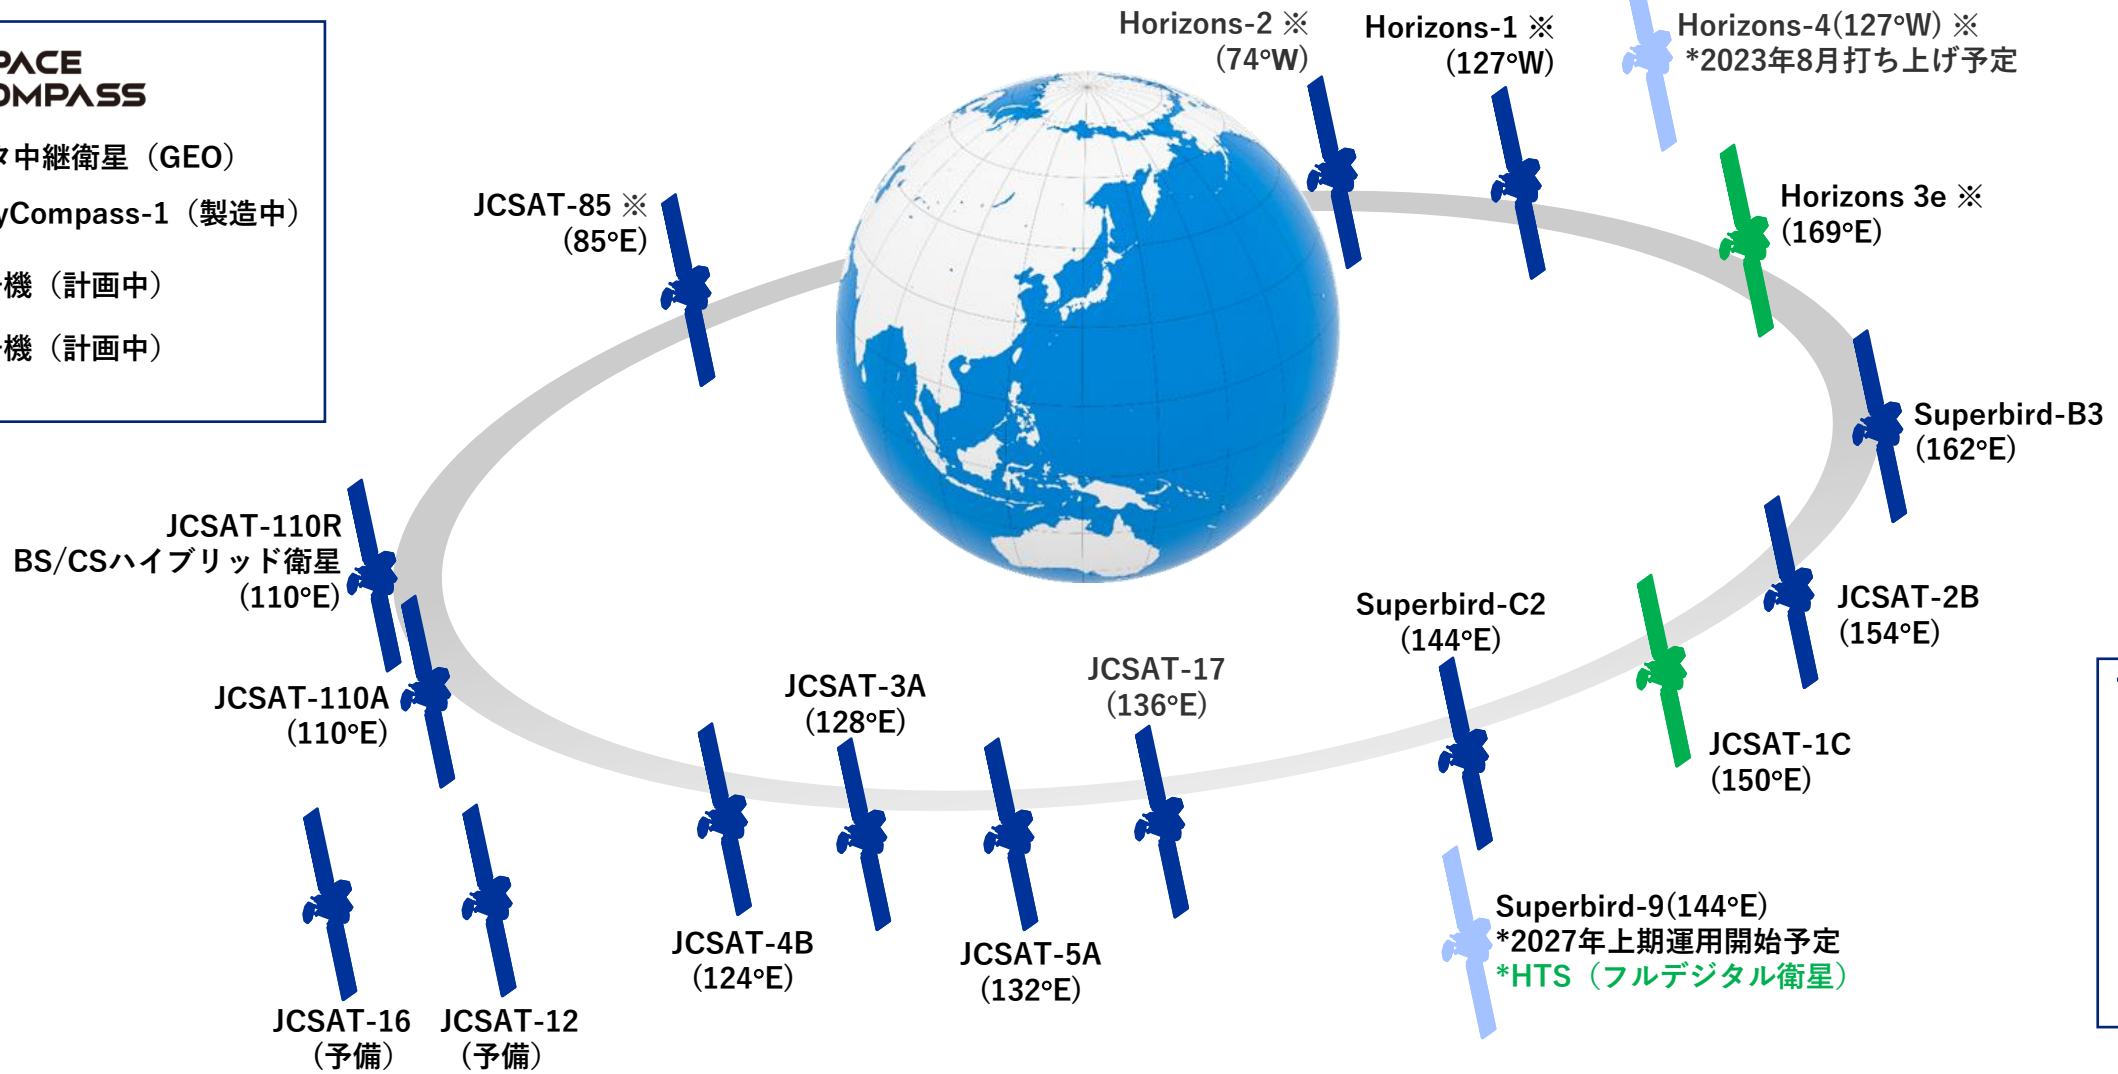 Horizons-2 ※
(74°W)
Horizons-1 ※
(127°W)
Horizons-4(127°W) ※
*2023年8月打ち上げ予定
中継衛星（GEO）
yCompass-1（製造中）
機（計画中）
機（計画中）
JCSAT-85 ※
(85°E)
Horizons 3e ※
(169°E)
Superbird-B3
(162°E)
JCSAT-110R
BS/CSハイブリッド衛星
(110°E)
JCSAT-2B
(154°E)
Superbird-C2
(144°E)
JCSAT-110A
(110°E)
JCSAT-3A
(128°E)
JCSAT-17
(136°E)
JCSAT-1C
(150°E)
JCSAT-4B
(124°E)
JCSAT-5A
(132°E)
Superbird-9(144°E)
*2027年上期運用開始予定
*HTS（フルデジタル衛星）
JCSAT-16
(予備)
JCSAT-12
(予備)